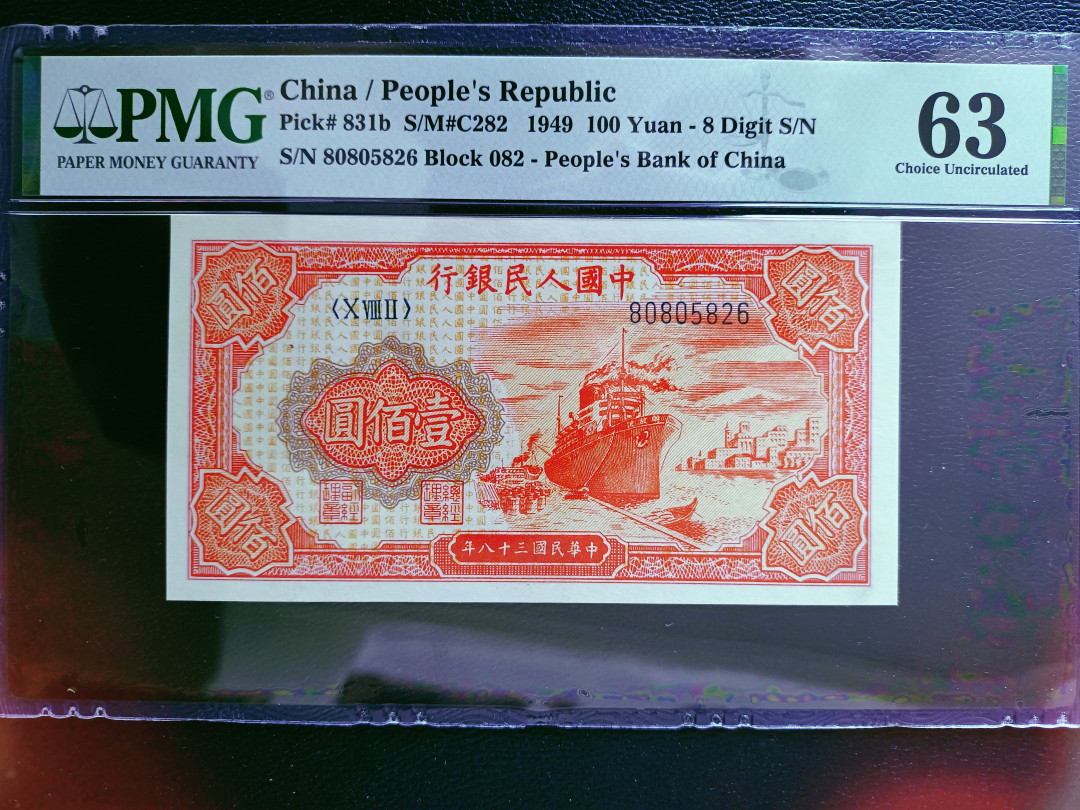 PMG®
PAPER MONEY GUARANTY
China / People's Republic
Pick# 831b S/M#C282 1949 100 Yuan - 8 Digit S/N
S/N 80805826 Block 082 - People's Bank of China
63
Choice Uncirculated
行銀民人國中
〈X VIII II〉
80805826
圓佰
圓佰
圓佰壹
圓佰
圓佰
年八十三國民華中